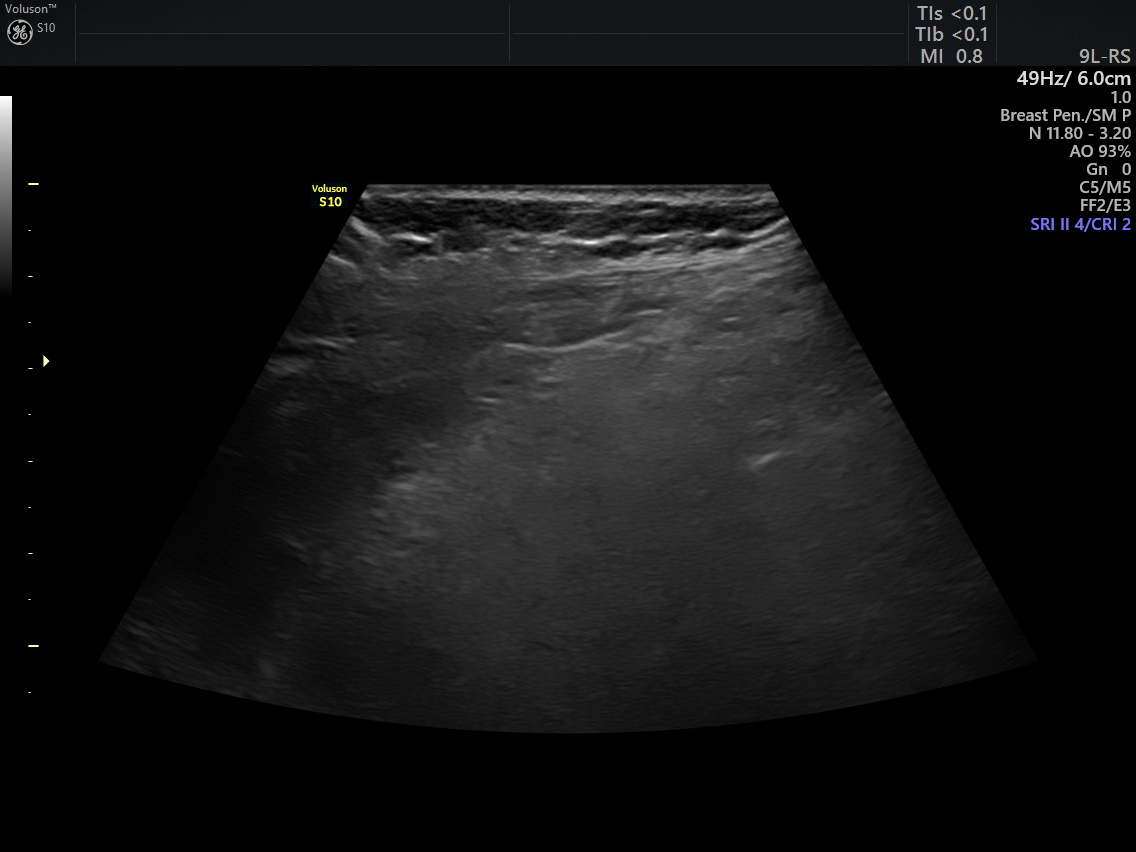 Voluson™
S10
TIs <0.1
TIb <0.1
MI 0.8
9L-RS
49Hz/ 6.0cm
1.0
Breast Pen./SM P
N 11.80 - 3.20
AO 93%
Gn 0
C5/M5
FF2/E3
SRI II 4/CRI 2
Voluson
S10